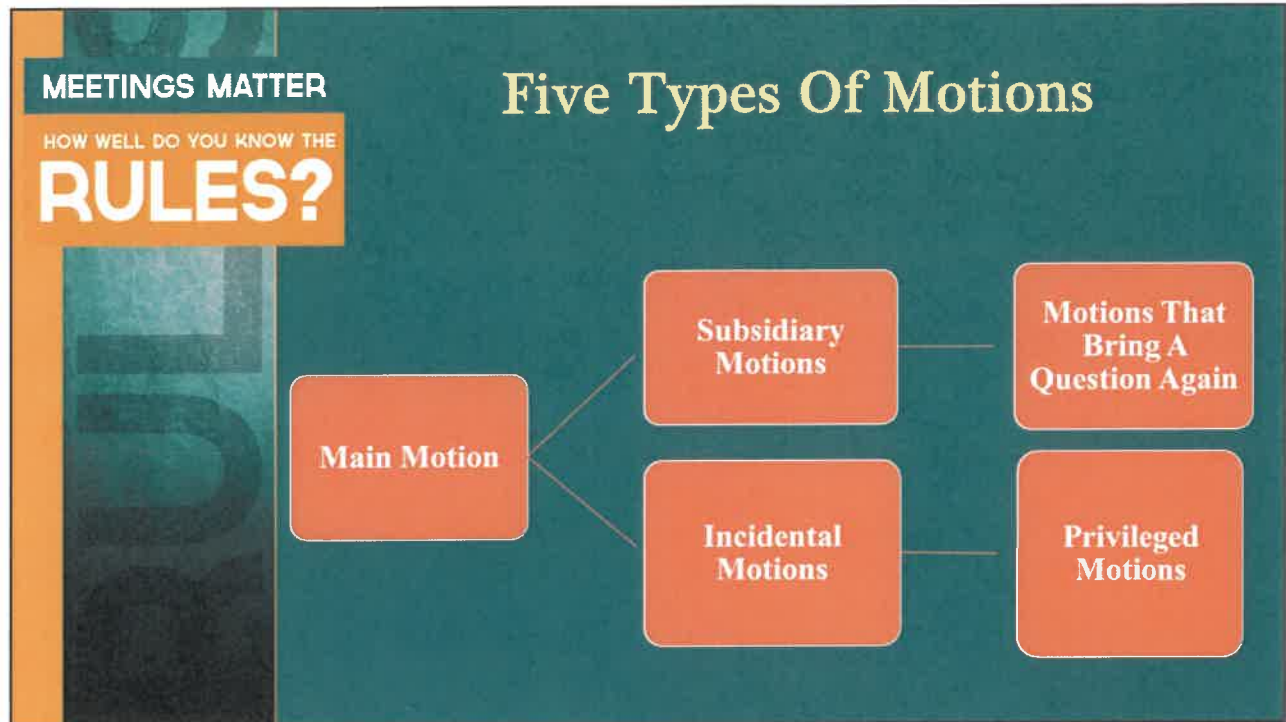 MEETINGS MATTER
HOW WELL DO YOU KNOW THE
RULES?
Five Types Of Motions
Main Motion
Subsidiary
Motions
Motions That
Bring A
Question Again
Incidental
Motions
Privileged
Motions